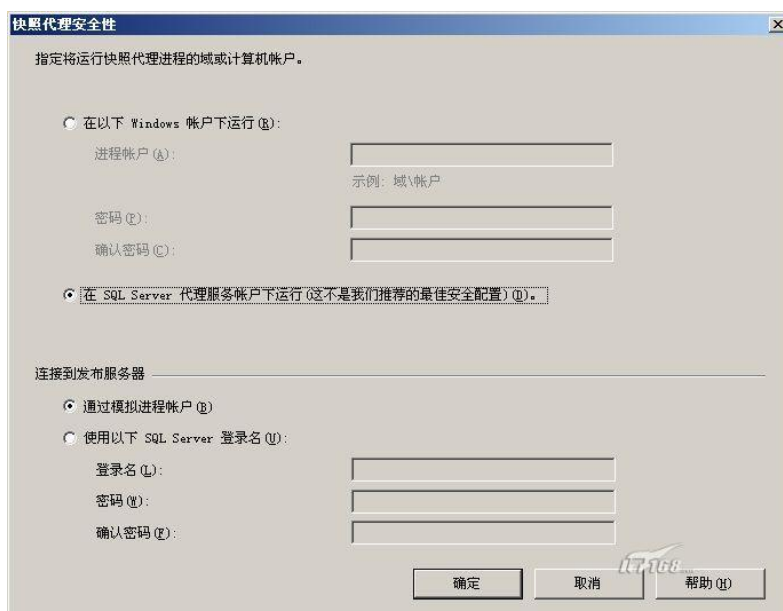 快照代理安全性
指定将运行快照代理进程的域或计算机帐户。
在以下 Windows 帐户下运行(R):
进程帐户(A):
示例: 域\帐户
密码(P):
确认密码(C):
在 SQL Server 代理服务帐户下运行(这不是我们推荐的最佳安全配置)(D)。
连接到发布服务器
通过模拟进程帐户(B)
使用以下 SQL Server 登录名(U):
登录名(L):
密码(W):
确认密码(F):
it168.com
确定 取消 帮助(H)